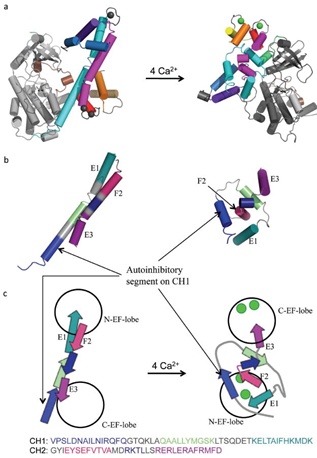 a
4 Ca²⁺
b
E1
F2
E3
F2
E3
E1
Autoinhibitory
segment on CH1
c
N-EF-lobe
E1
F2
E3
C-EF-lobe
4 Ca²⁺
C-EF-lobe
E3
F2
N-EF-lobe
E1
CH1: VPSLDNAILNIRQFQGTQKLAQAALLYMGSKLTSQDETKELTAIFHKMDK
CH2: GYIEYSEFVTVAMDRKTLLSRERLERAFRMFD